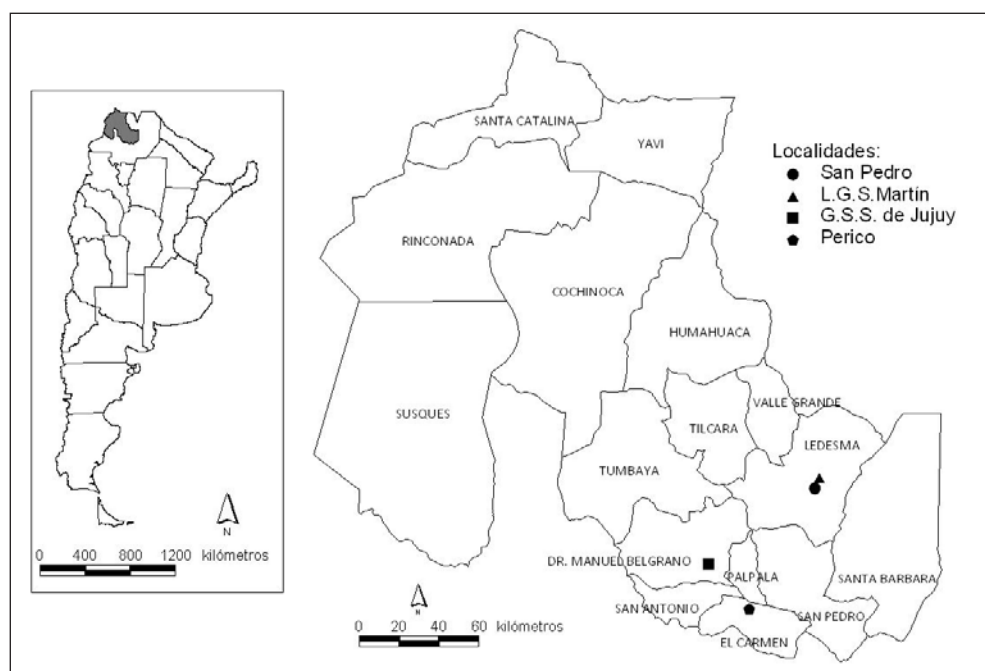 N
0 400 800 1200 kilómetros
SANTA CATALINA
YAVI
RINCONADA
COCHINOCA
HUMAHUACA
SUSQUES
VALLE GRANDE
TILCARA
LEDESMA
TUMBAYA
DR. MANUEL BELGRANO
PALPALA
SANTA BARBARA
SAN ANTONIO
SAN PEDRO
EL CARMEN
Localidades:
San Pedro
L.G.S.Martín
G.S.S. de Jujuy
Perico
N
0 20 40 60 kilómetros